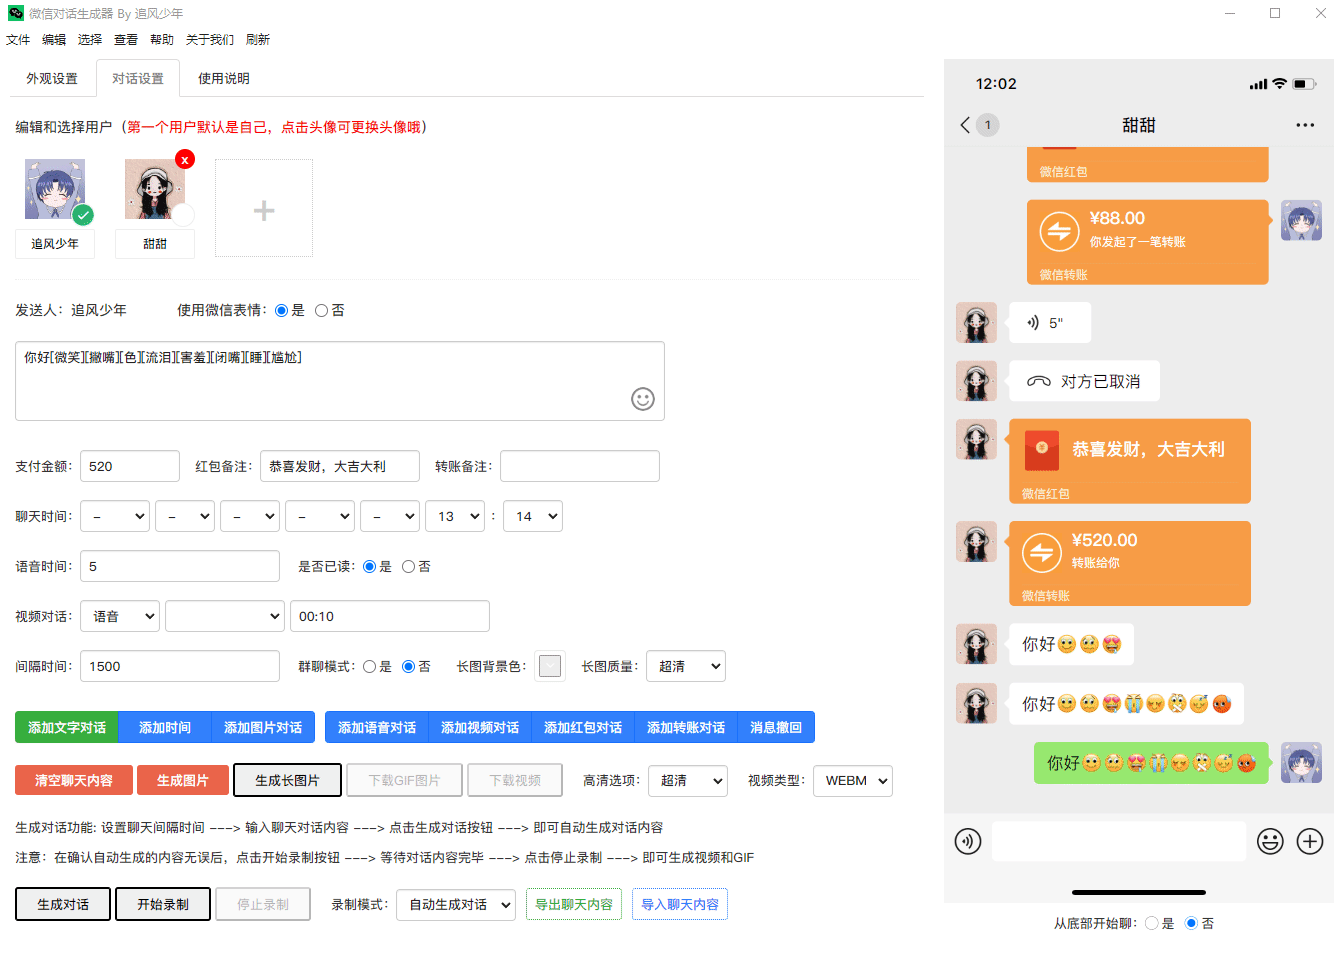 微信对话生成器 By 追风少年
文件 编辑 选择 查看 帮助 关于我们 刷新
外观设置 对话设置 使用说明
编辑和选择用户（第一个用户默认是自己，点击头像可更换头像哦）
x
追风少年 甜甜
发送人：追风少年 使用微信表情： 是 否
你好[微笑][撇嘴][色][流泪][害羞][闭嘴][睡][尴尬]
支付金额： 520 红包备注： 恭喜发财，大吉大利 转账备注：
聊天时间： – – – – – 13 : 14
语音时间： 5 是否已读： 是 否
视频对话： 语音 00:10
间隔时间： 1500 群聊模式： 是 否 长图背景色： 长图质量： 超清
添加文字对话 添加时间 添加图片对话 添加语音对话 添加视频对话 添加红包对话 添加转账对话 消息撤回
清空聊天内容 生成图片 生成长图片 下载GIF图片 下载视频 高清选项： 超清 视频类型： WEBM
生成对话功能: 设置聊天间隔时间 ---> 输入聊天对话内容 ---> 点击生成对话按钮 ---> 即可自动生成对话内容
注意：在确认自动生成的内容无误后，点击开始录制按钮 ---> 等待对话内容完毕 ---> 点击停止录制 ---> 即可生成视频和GIF
生成对话 开始录制 停止录制 录制模式： 自动生成对话 导出聊天内容 导入聊天内容
12:02
1 甜甜
微信红包
¥88.00
你发起了一笔转账
微信转账
5"
对方已取消
恭喜发财，大吉大利
微信红包
¥520.00
转账给你
微信转账
你好
你好
你好
从底部开始聊： 是 否